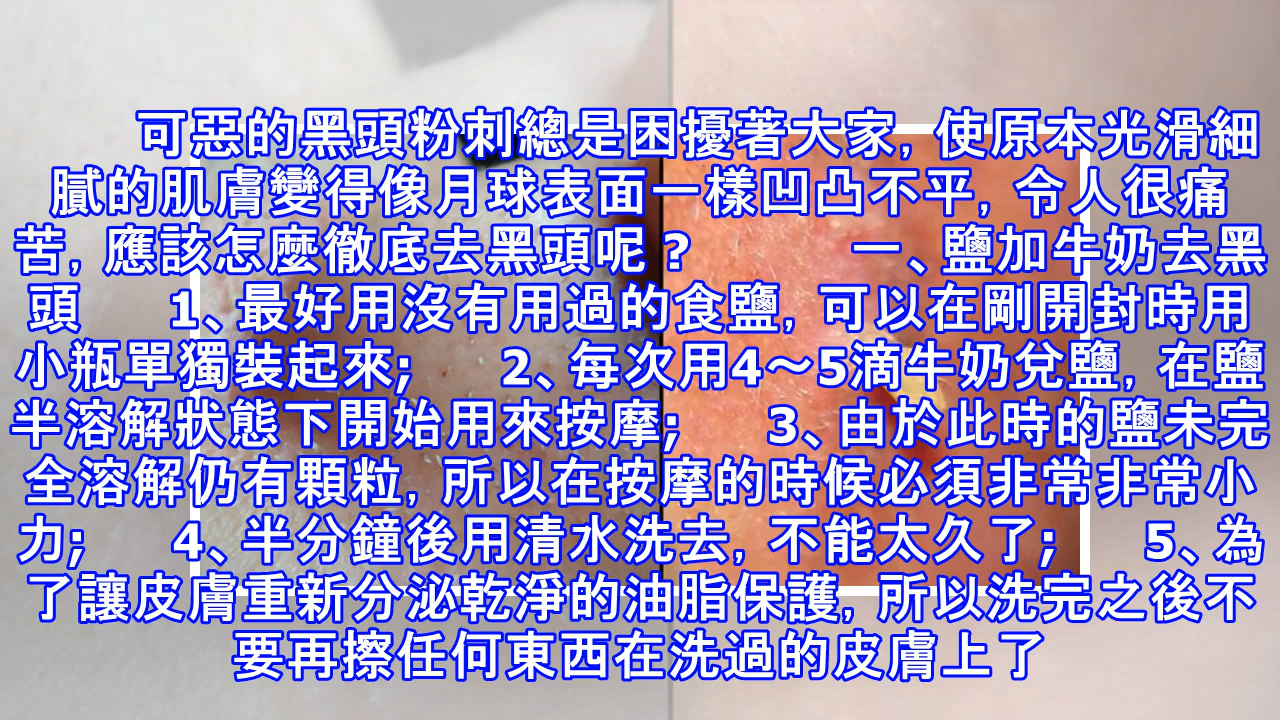 可惡的黑頭粉刺總是困擾著大家, 使原本光滑細
膩的肌膚變得像月球表面一樣凹凸不平, 令人很痛
苦, 應該怎麼徹底去黑頭呢？ 一、鹽加牛奶去黑
頭 1、最好用沒有用過的食鹽, 可以在剛開封時用
小瓶單獨裝起來; 2、每次用4～5滴牛奶兌鹽, 在鹽
半溶解狀態下開始用來按摩; 3、由於此時的鹽未完
全溶解仍有顆粒, 所以在按摩的時候必須非常非常小
力; 4、半分鐘後用清水洗去, 不能太久了; 5、為
了讓皮膚重新分泌乾淨的油脂保護, 所以洗完之後不
要再擦任何東西在洗過的皮膚上了